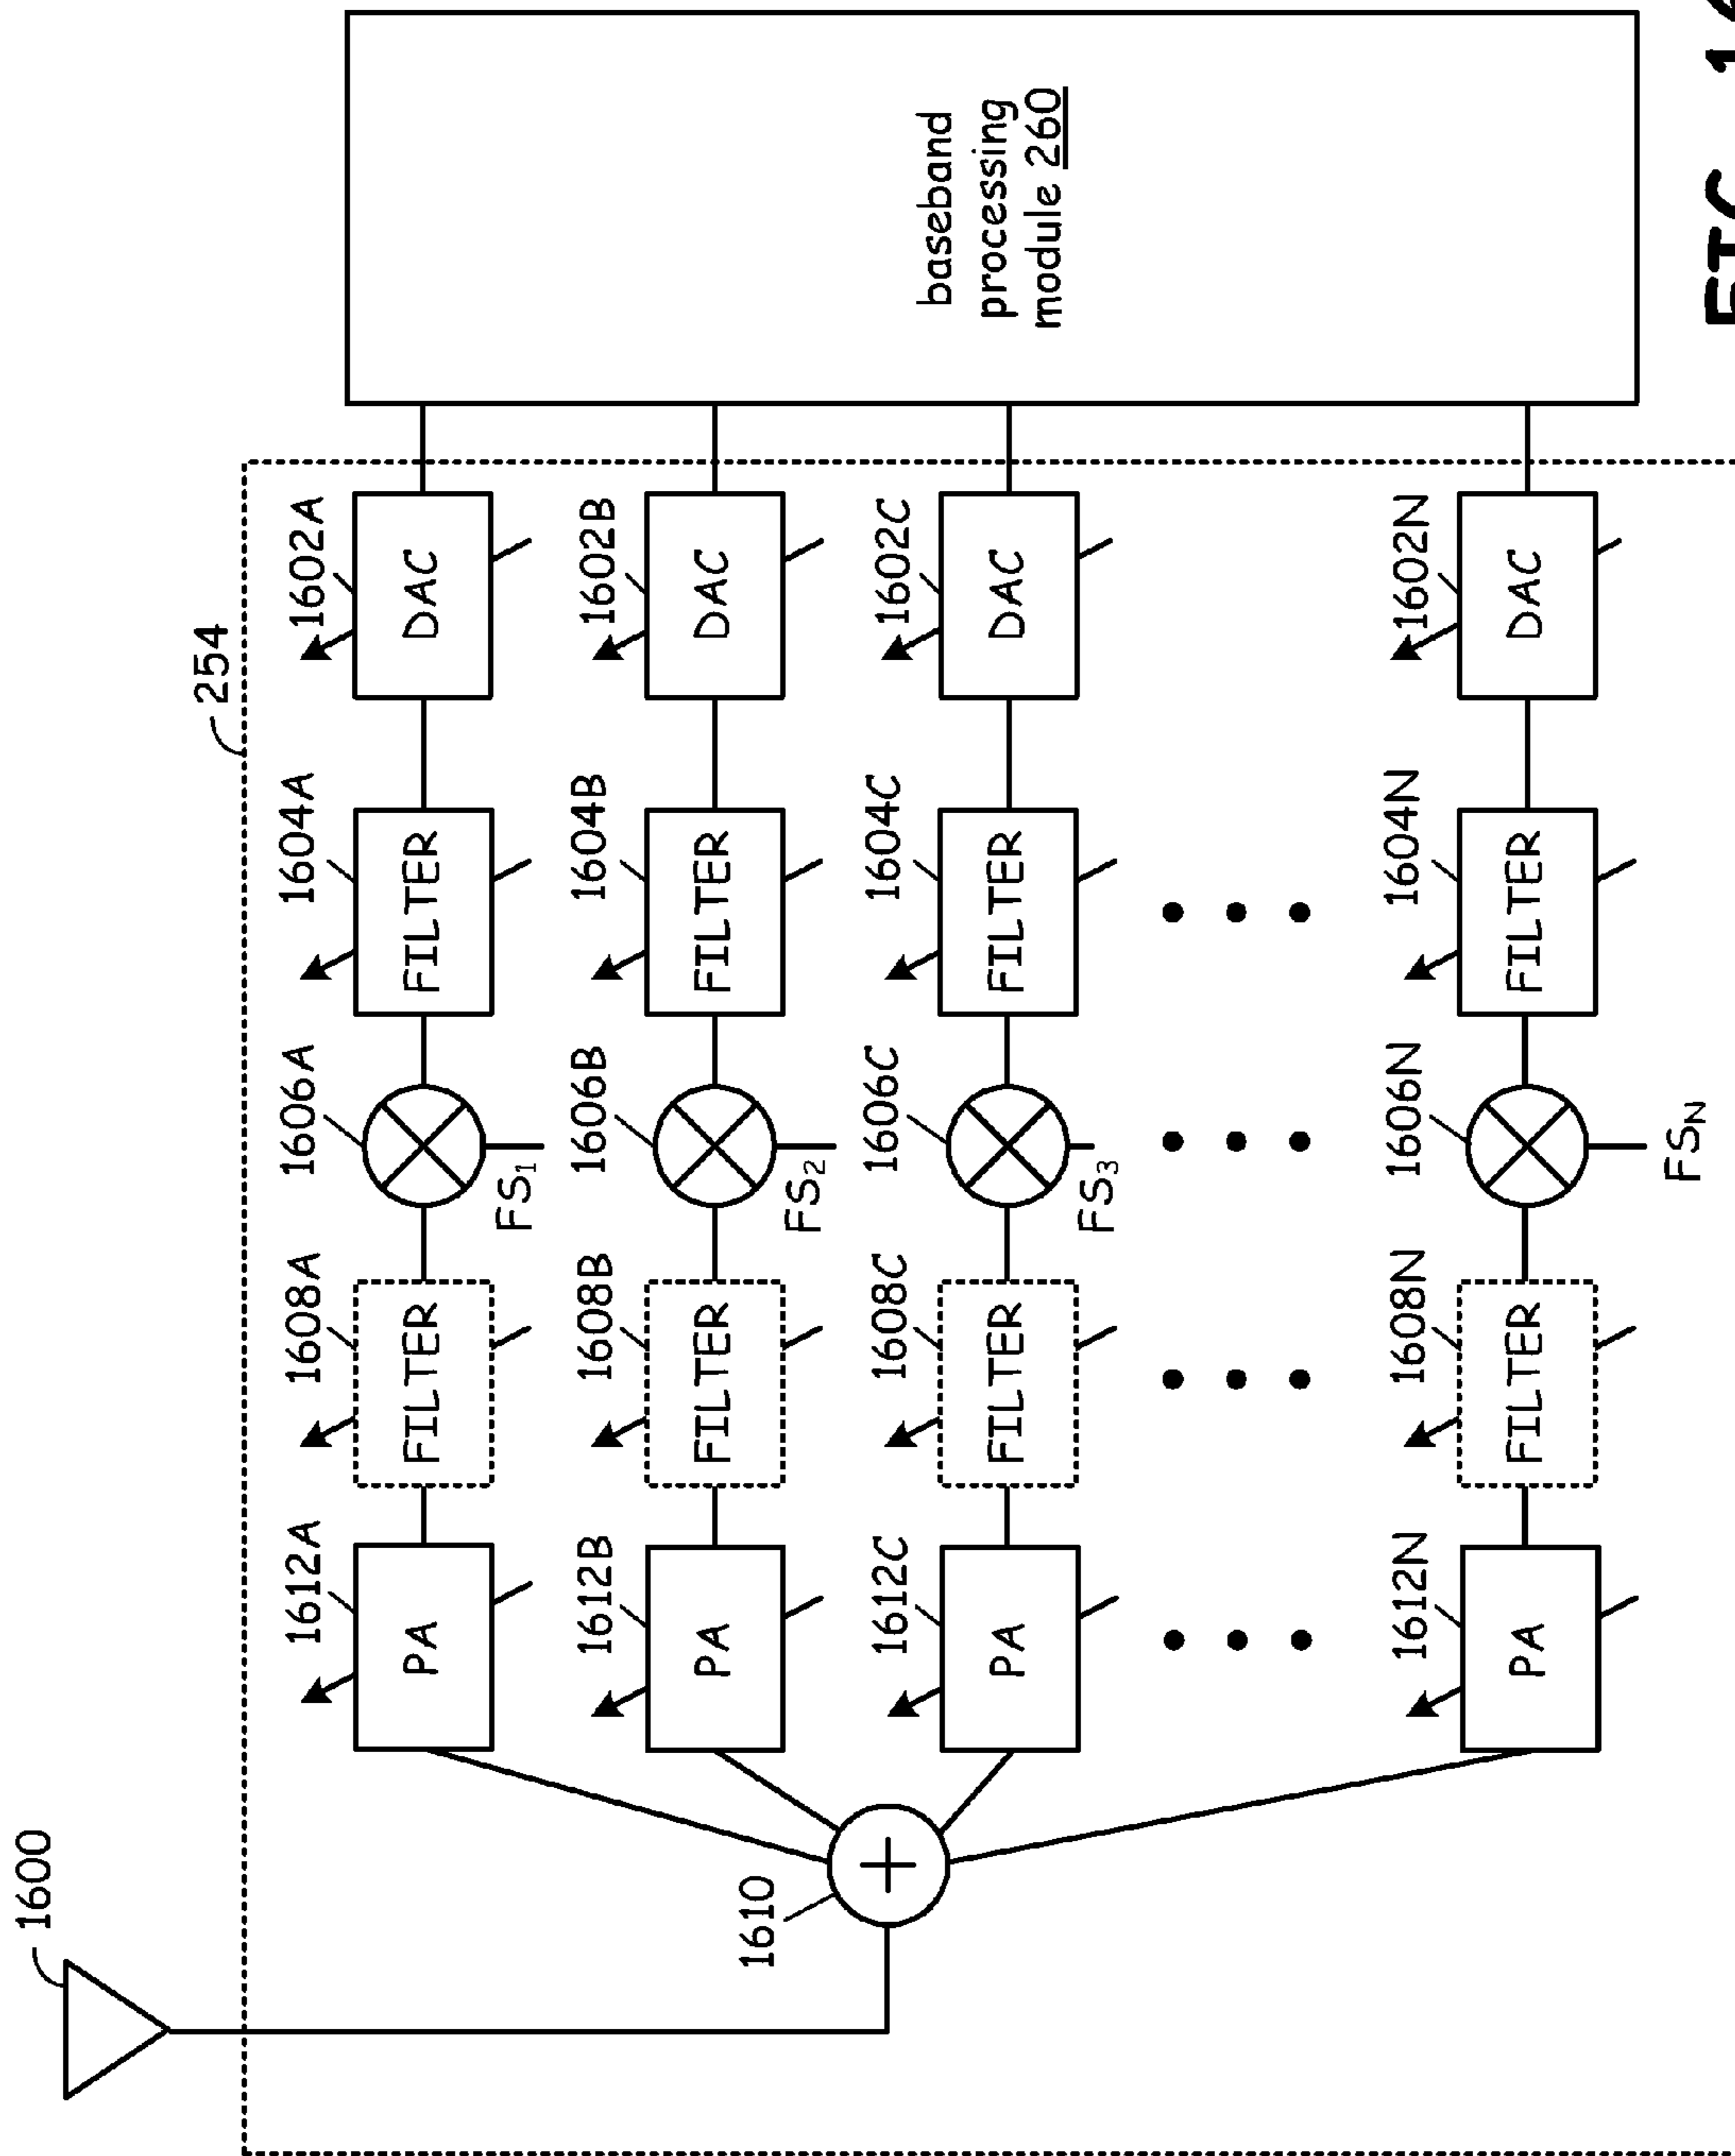 1600
254
1612A
1608A
1606A
1604A
1602A
PA
FILTER
FILTER
DAC
FS1
1612B
1608B
1606B
1604B
1602B
PA
FILTER
FILTER
DAC
FS2
1610
1612C
1608C
1606C
1604C
1602C
PA
FILTER
FILTER
DAC
FS3
1612N
1608N
1606N
1604N
1602N
PA
FILTER
FILTER
DAC
FSN
baseband
processing
module 260